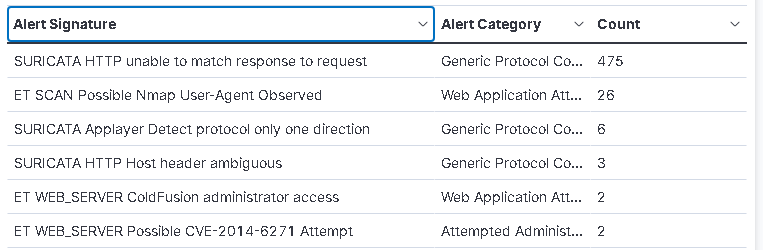 Alert Signature Alert Category Count
SURICATA HTTP unable to match response to request Generic Protocol Co... 475
ET SCAN Possible Nmap User-Agent Observed Web Application Att... 26
SURICATA Applayer Detect protocol only one direction Generic Protocol Co... 6
SURICATA HTTP Host header ambiguous Generic Protocol Co... 3
ET WEB_SERVER ColdFusion administrator access Web Application Att... 2
ET WEB_SERVER Possible CVE-2014-6271 Attempt Attempted Administ... 2